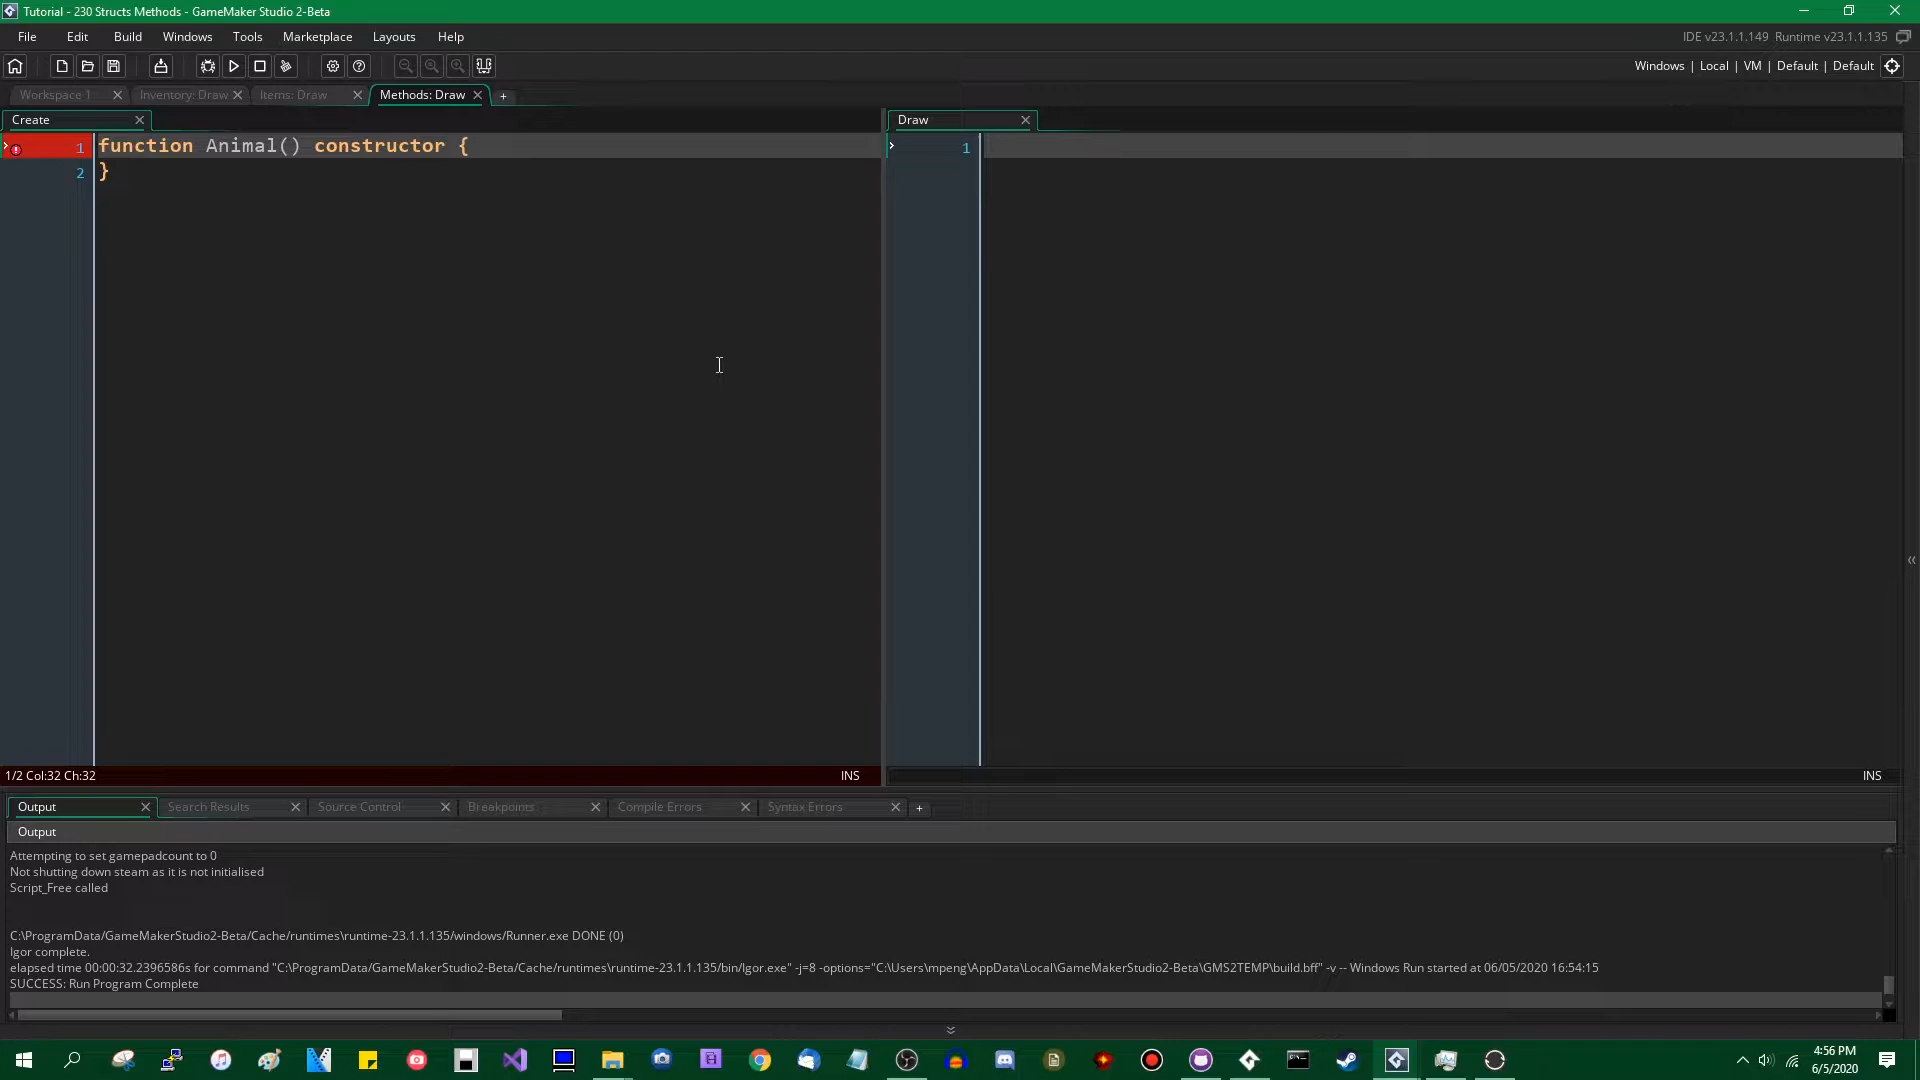 Tutorial - 230 Structs Methods - GameMaker Studio 2-Beta
File Edit Build Windows Tools Marketplace Layouts Help
IDE v23.1.1.149 Runtime v23.1.1.135
Windows | Local | VM | Default | Default
Workspace 1 Inventory: Draw Items: Draw Methods: Draw +
Create
Draw
1 function Animal() constructor {
2 }
1
1/2 Col:32 Ch:32 INS
INS
Output Search Results Source Control Breakpoints Compile Errors Syntax Errors +
Output
Attempting to set gamepadcount to 0
Not shutting down steam as it is not initialised
Script_Free called
C:\ProgramData/GameMakerStudio2-Beta/Cache/runtimes\runtime-23.1.1.135/windows/Runner.exe DONE (0)
Igor complete.
elapsed time 00:00:32.2396586s for command "C:\ProgramData/GameMakerStudio2-Beta/Cache/runtimes\runtime-23.1.1.135/bin/Igor.exe" -j=8 -options="C:\Users\mpeng\AppData\Local\GameMakerStudio2-Beta\GMS2TEMP\build.bff" -v -- Windows Run started at 06/05/2020 16:54:15
SUCCESS: Run Program Complete
4:56 PM
6/5/2020